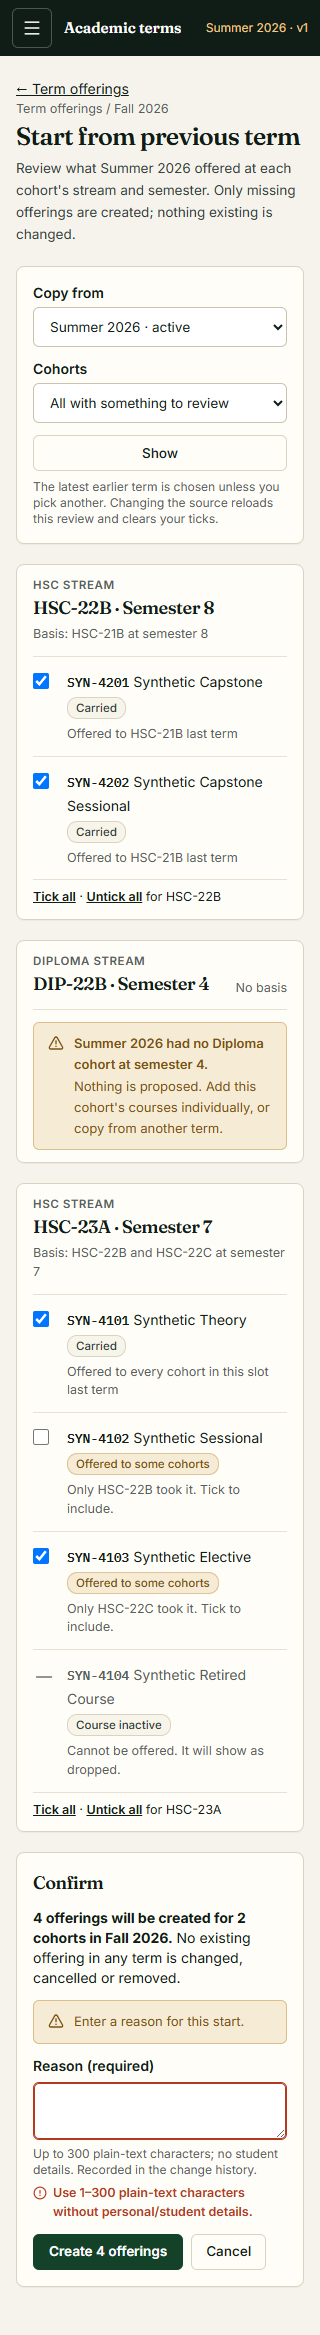 Academic terms
Summer 2026 · v1
← Term offerings
Term offerings / Fall 2026
Start from previous term
Review what Summer 2026 offered at each
cohort's stream and semester. Only missing
offerings are created; nothing existing is
changed.
Copy from
Summer 2026 · active
Cohorts
All with something to review
Show
The latest earlier term is chosen unless you
pick another. Changing the source reloads
this review and clears your ticks.
HSC STREAM
HSC-22B · Semester 8
Basis: HSC-21B at semester 8
SYN-4201 Synthetic Capstone
Carried
Offered to HSC-21B last term
SYN-4202 Synthetic Capstone
Sessional
Carried
Offered to HSC-21B last term
Tick all · Untick all for HSC-22B
DIPLOMA STREAM
DIP-22B · Semester 4
No basis
Summer 2026 had no Diploma
cohort at semester 4.
Nothing is proposed. Add this
cohort's courses individually, or
copy from another term.
HSC STREAM
HSC-23A · Semester 7
Basis: HSC-22B and HSC-22C at semester
7
SYN-4101 Synthetic Theory
Carried
Offered to every cohort in this slot
last term
SYN-4102 Synthetic Sessional
Offered to some cohorts
Only HSC-22B took it. Tick to
include.
SYN-4103 Synthetic Elective
Offered to some cohorts
Only HSC-22C took it. Tick to
include.
SYN-4104 Synthetic Retired
Course
Course inactive
Cannot be offered. It will show as
dropped.
Tick all · Untick all for HSC-23A
Confirm
4 offerings will be created for 2
cohorts in Fall 2026. No existing
offering in any term is changed,
cancelled or removed.
Enter a reason for this start.
Reason (required)
Up to 300 plain-text characters; no student
details. Recorded in the change history.
Use 1–300 plain-text characters
without personal/student details.
Create 4 offerings
Cancel